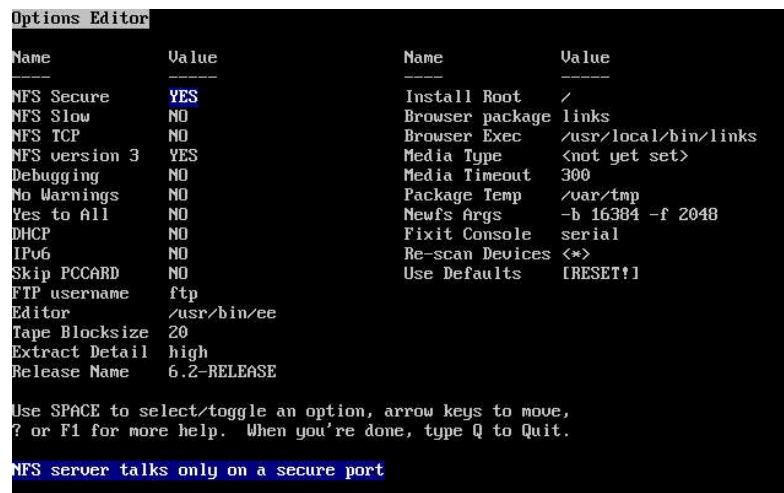 Options Editor
Name Value Name Value
---- ----- ---- -----
NFS Secure YES Install Root /
NFS Slow NO Browser package links
NFS TCP NO Browser Exec /usr/local/bin/links
NFS version 3 YES Media Type <not yet set>
Debugging NO Media Timeout 300
No Warnings NO Package Temp /var/tmp
Yes to All NO Newfs Args -b 16384 -f 2048
DHCP NO Fixit Console serial
IPv6 NO Re-scan Devices <*>
Skip PCCARD NO Use Defaults [RESET!]
FTP username ftp
Editor /usr/bin/ee
Tape Blocksize 20
Extract Detail high
Release Name 6.2-RELEASE
Use SPACE to select/toggle an option, arrow keys to move,
? or F1 for more help. When you're done, type Q to Quit.
NFS server talks only on a secure port